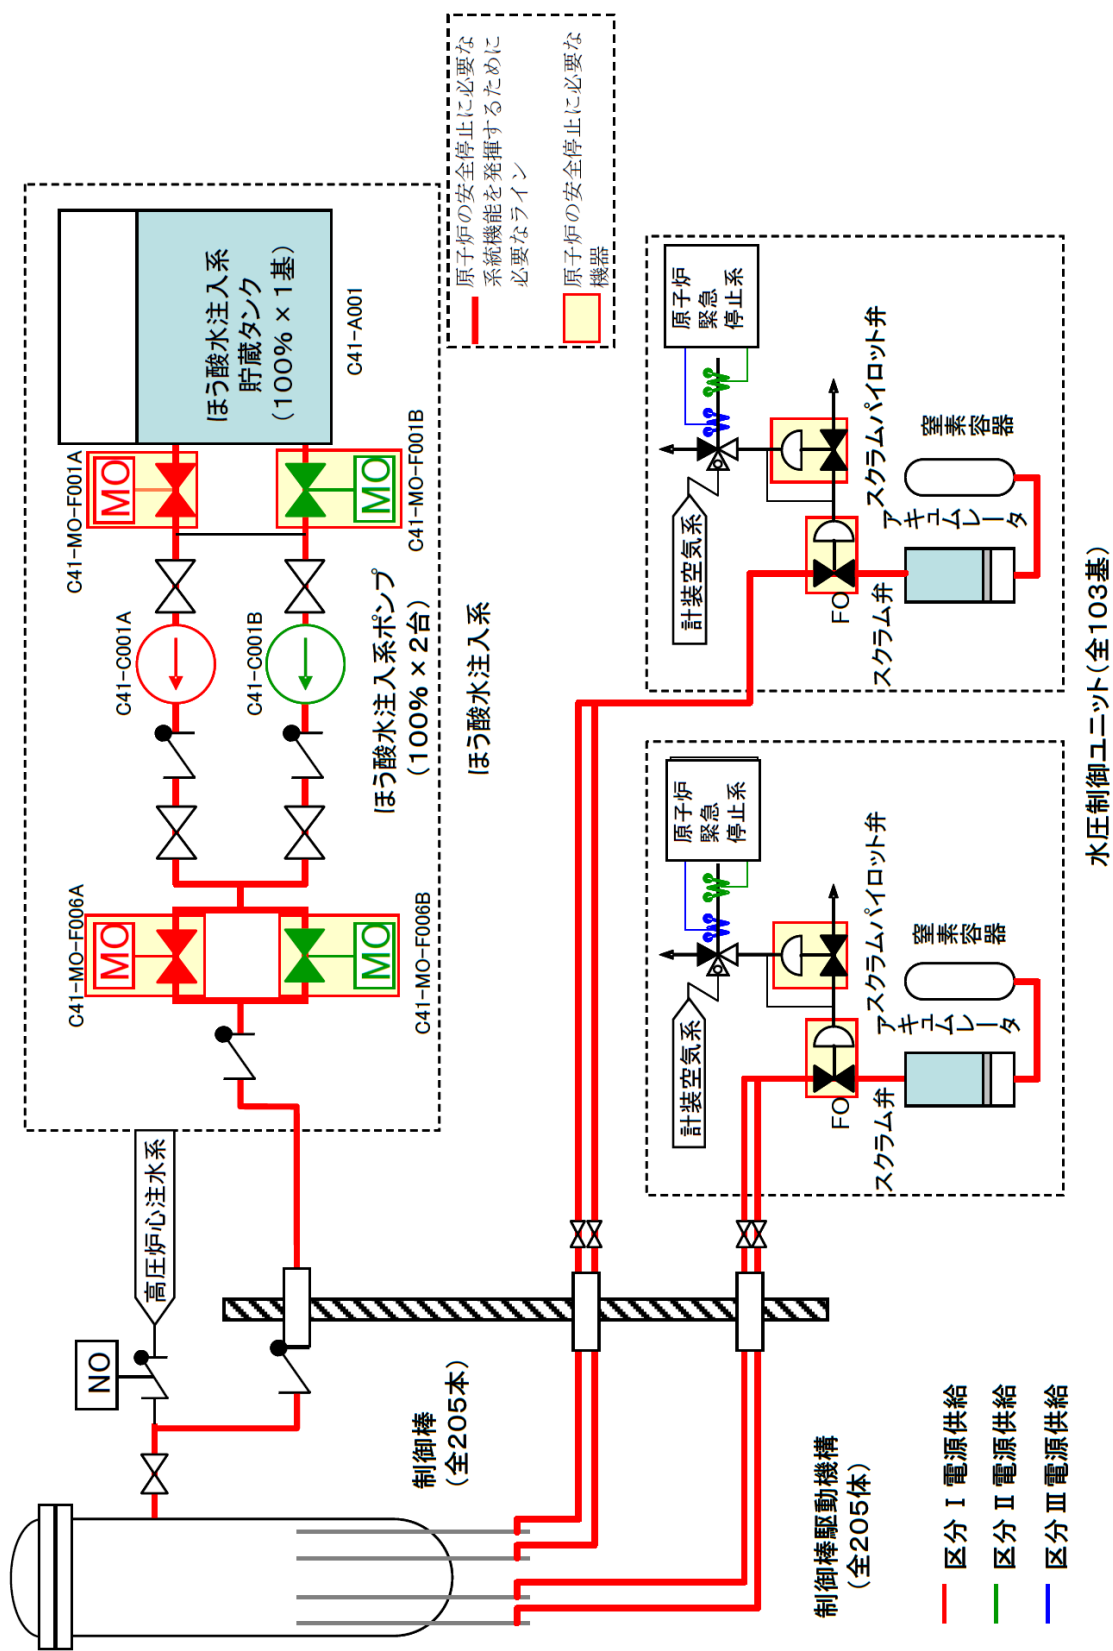 原子炉の安全停止に必要な
系統機能を発揮するために
必要なライン
原子炉の安全停止に必要な
機器
ほう酸水注入系
貯蔵タンク
(100% × 1基)
C41-A001
C41-MO-F001A
MO
C41-MO-F001B
MO
C41-C001A
C41-C001B
ほう酸水注入系ポンプ
(100% × 2台)
ほう酸水注入系
C41-MO-F006A
MO
C41-MO-F006B
MO
高圧炉心注水系
NO
制御棒
(全205本)
制御棒駆動機構
(全205体)
原子炉
緊急
停止系
計装空気系
スクラムパイロット弁
FO
スクラム弁
アキュムレータ
窒素容器
原子炉
緊急
停止系
計装空気系
スクラムパイロット弁
FO
スクラム弁
アキュムレータ
窒素容器
水圧制御ユニット(全103基)
区分 Ⅰ 電源供給
区分 Ⅱ 電源供給
区分 Ⅲ 電源供給